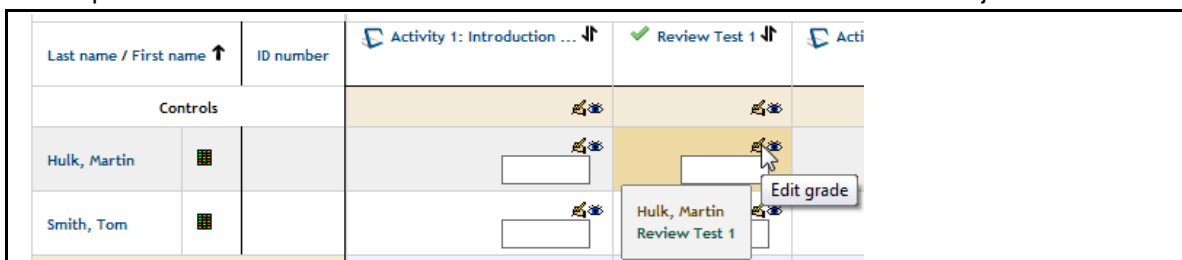 Last name / First name ↑ ID number Activity 1: Introduction ... Review Test 1 Acti
Controls
Hulk, Martin
Edit grade
Smith, Tom
Hulk, Martin
Review Test 1